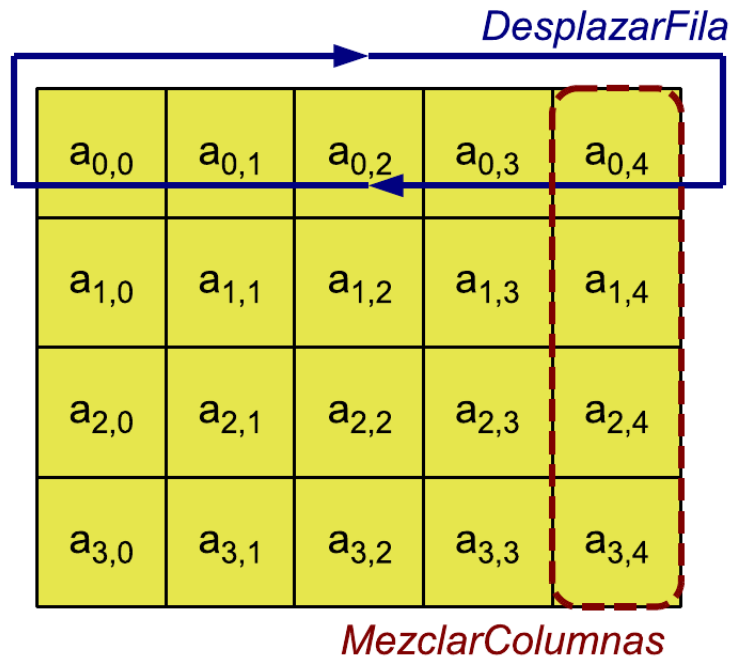 DesplazarFila
a0,0 a0,1 a0,2 a0,3 a0,4
a1,0 a1,1 a1,2 a1,3 a1,4
a2,0 a2,1 a2,2 a2,3 a2,4
a3,0 a3,1 a3,2 a3,3 a3,4
MezclarColumnas